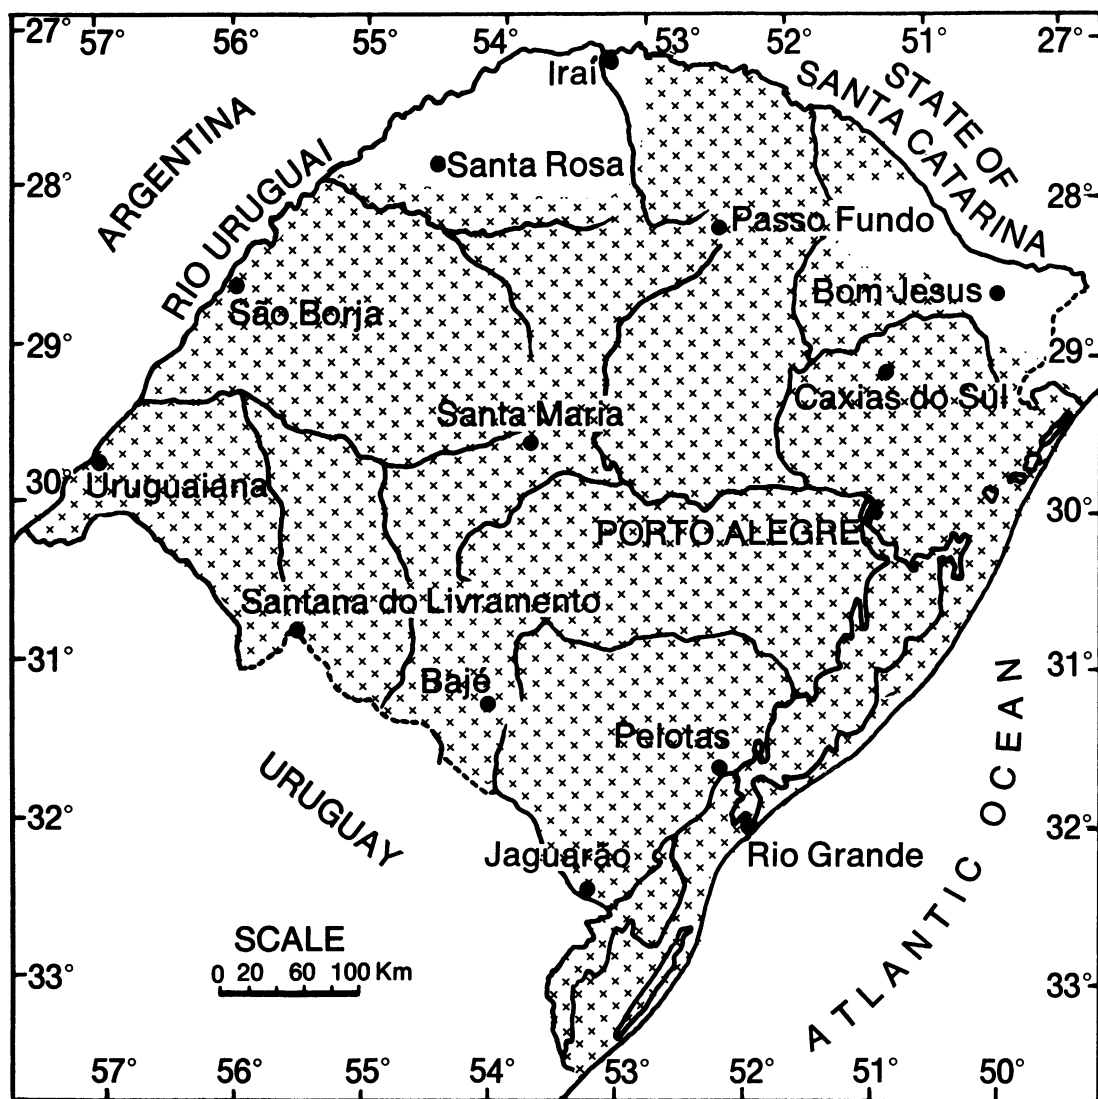 27° 57° 56° 55° 54° 53° 52° 51° 27°
Iraí
STATE OF
SANTA CATARINA
ARGENTINA
RIO URUGUAI
Santa Rosa
28°
28°
Passo Fundo
Bom Jesus
São Borja
29°
29°
Caxias do Sul
Santa Maria
30°
Uruguaiana
30°
PORTO ALEGRE
Santana do Livramento
31°
31°
Bajé
Pelotas
URUGUAY
ATLANTIC OCEAN
32°
32°
Jaguarão
Rio Grande
SCALE
0 20 60 100 Km
33°
33°
57° 56° 55° 54° 53° 52° 51° 50°